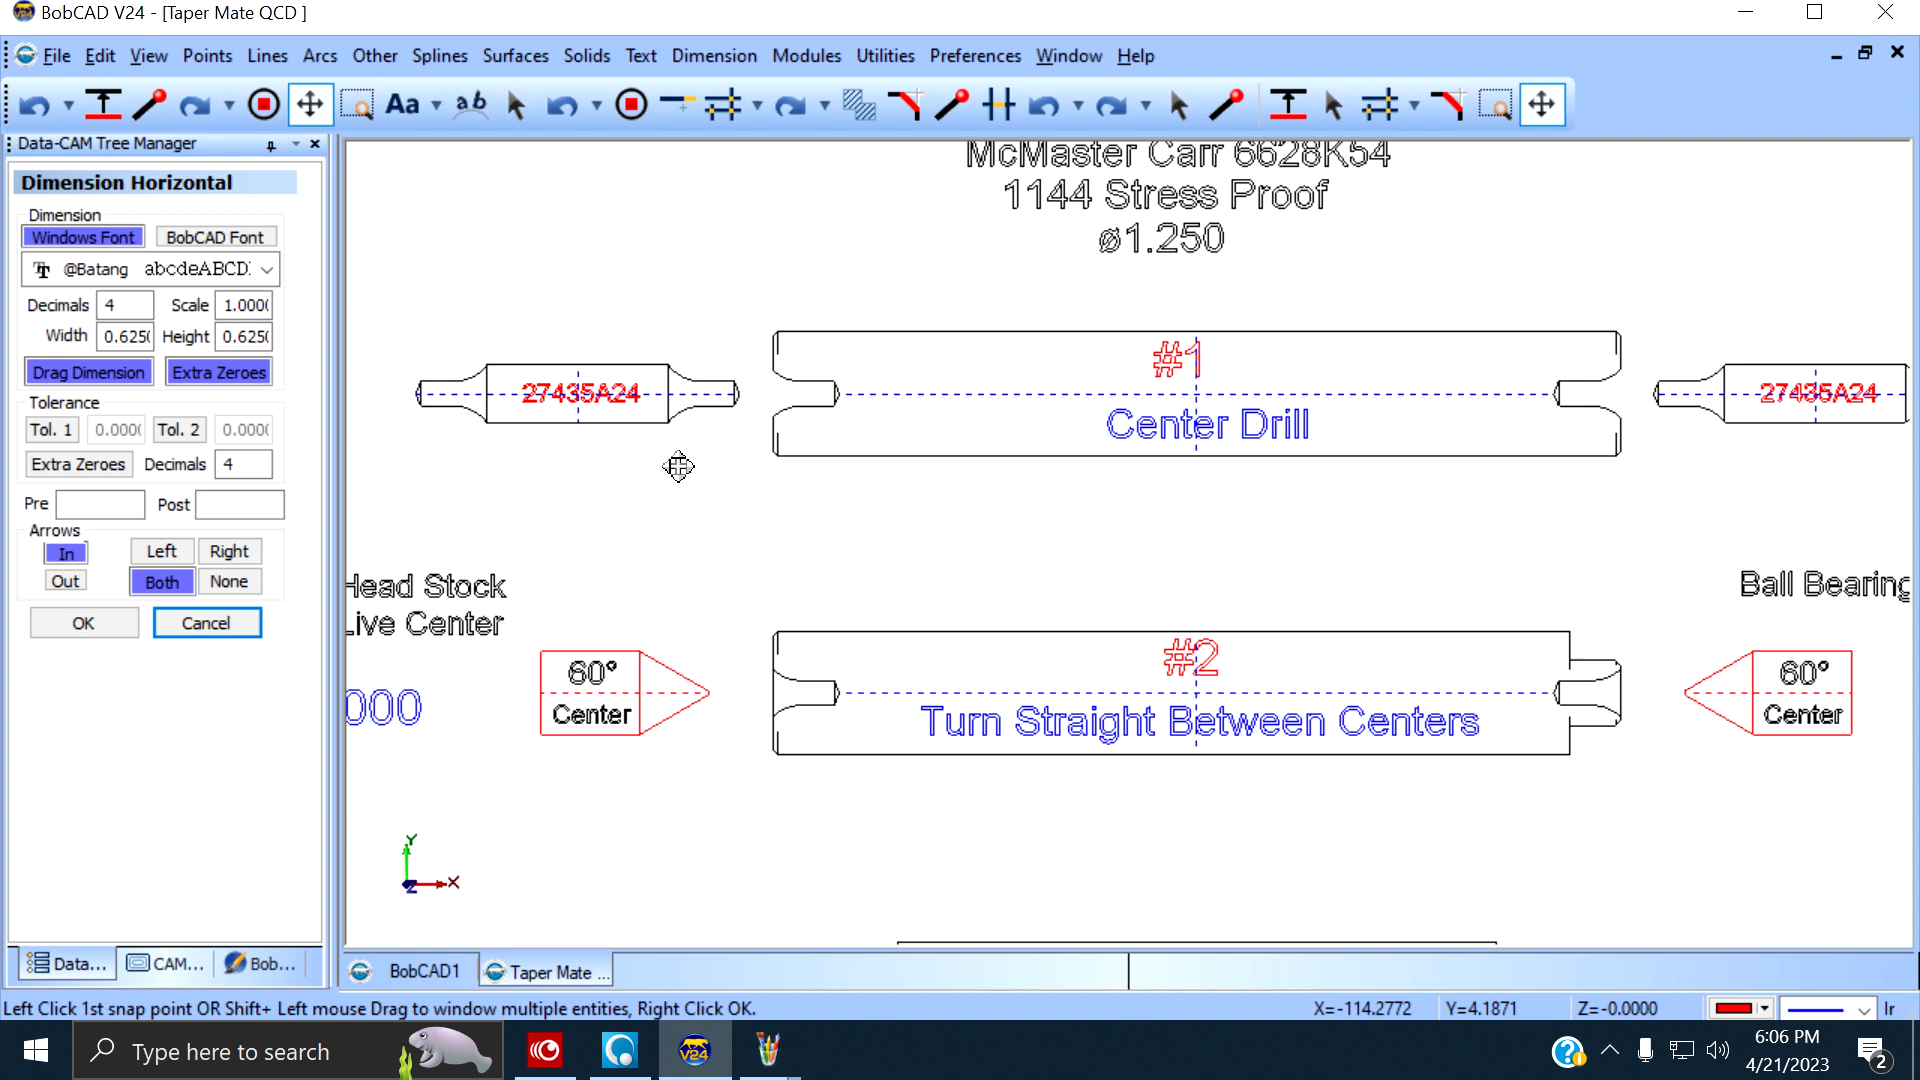 BobCAD V24 - [Taper Mate QCD ]
File Edit View Points Lines Arcs Other Splines Surfaces Solids Text Dimension Modules Utilities Preferences Window Help
Aa ab
Data-CAM Tree Manager
Dimension Horizontal
Dimension
Windows Font BobCAD Font
@Batang abcdeABCD
Decimals 4 Scale 1.000
Width 0.625 Height 0.625
Drag Dimension Extra Zeroes
Tolerance
Tol. 1 0.000 Tol. 2 0.000
Extra Zeroes Decimals 4
Pre Post
Arrows
In Left Right
Out Both None
OK Cancel
Data... CAM... Bob...
McMaster Carr 6628K54
1144 Stress Proof
ø1.250
27435A24
#1
Center Drill
27435A24
Head Stock
Live Center
000
60°
Center
#2
Turn Straight Between Centers
Ball Bearing
60°
Center
Y
X
Z
BobCAD1 Taper Mate ...
Left Click 1st snap point OR Shift+ Left mouse Drag to window multiple entities, Right Click OK.
X=-114.2772 Y=4.1871 Z=-0.0000 Ir
Type here to search
V24
6:06 PM
4/21/2023
2